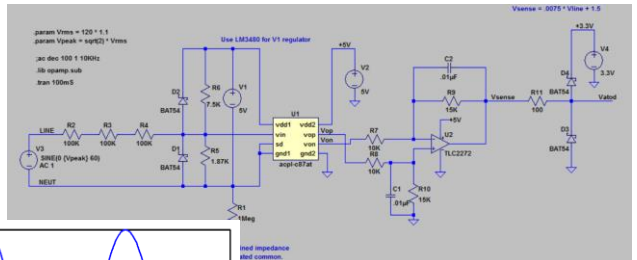 Vsense = .0075 * Vline + 1.5
.param Vrms = 120 * 1.1
.param Vpeak = sqrt(2) * Vrms
Use LM3480 for V1 regulator
;ac dec 100 1 10KHz
.lib opamp.sub
.tran 100mS
+5V
+3.3V
C2
.01µF
V4
3.3V
D2
BAT54
R6
7.5K
V1
5V
V2
5V
R9
15K
D4
BAT54
U1
vdd1 vdd2
vin vop
sd von
gnd1 gnd2
acpl-c87at
Vop
Von
LINE
R2
100K
R3
100K
R4
100K
R7
10K
R8
10K
U2
+5V
TLC2272
Vsense
R11
100
Vatod
V3
SINE(0 {Vpeak} 60)
AC 1
NEUT
D1
BAT54
R5
1.87K
D3
BAT54
C1
.01µF
R10
15K
R1
1Meg
ined impedance
ated common.